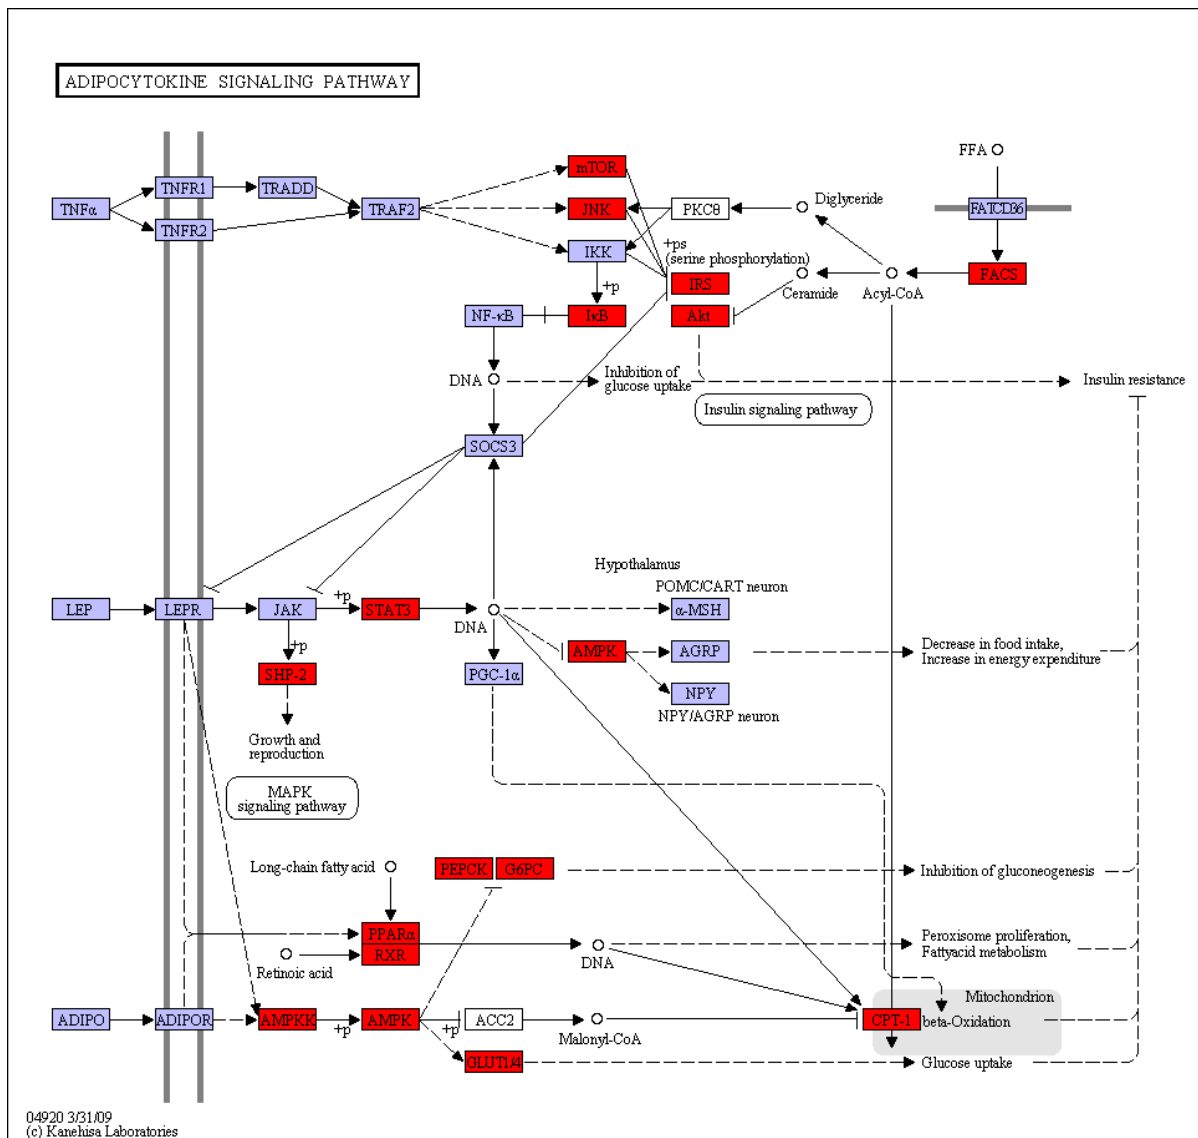 ADIPOCYTOKINE SIGNALING PATHWAY
FFA
mTOR
TNFR1
TRADD
TNFα
TRAF2
JNK
PKCθ
Diglyceride
FATCD36
TNFR2
IKK
+ps
(serine phosphorylation)
IRS
FACS
Ceramide
Acyl-CoA
+p
NF-κB
IκB
Akt
DNA
Inhibition of
glucose uptake
Insulin resistance
Insulin signaling pathway
SOCS3
Hypothalamus
POMC/CART neuron
LEP
LEPR
JAK
+p
STAT3
DNA
α-MSH
+p
AMPK
AGRP
Decrease in food intake,
Increase in energy expenditure
SHP-2
PGC-1α
NPY
NPY/AGRP neuron
Growth and
reproduction
MAPK
signaling pathway
Long-chain fatty acid
PEPCK
G6PC
Inhibition of gluconeogenesis
PPARα
RXR
Retinoic acid
DNA
Peroxisome proliferation,
Fattyacid metabolism
Mitochondrion
ADIPO
ADIPOR
AMPKK
+p
AMPK
+p
ACC2
Malonyl-CoA
CPT-1
beta-Oxidation
GLUT1/4
Glucose uptake
04920 3/31/09
(c) Kanehisa Laboratories